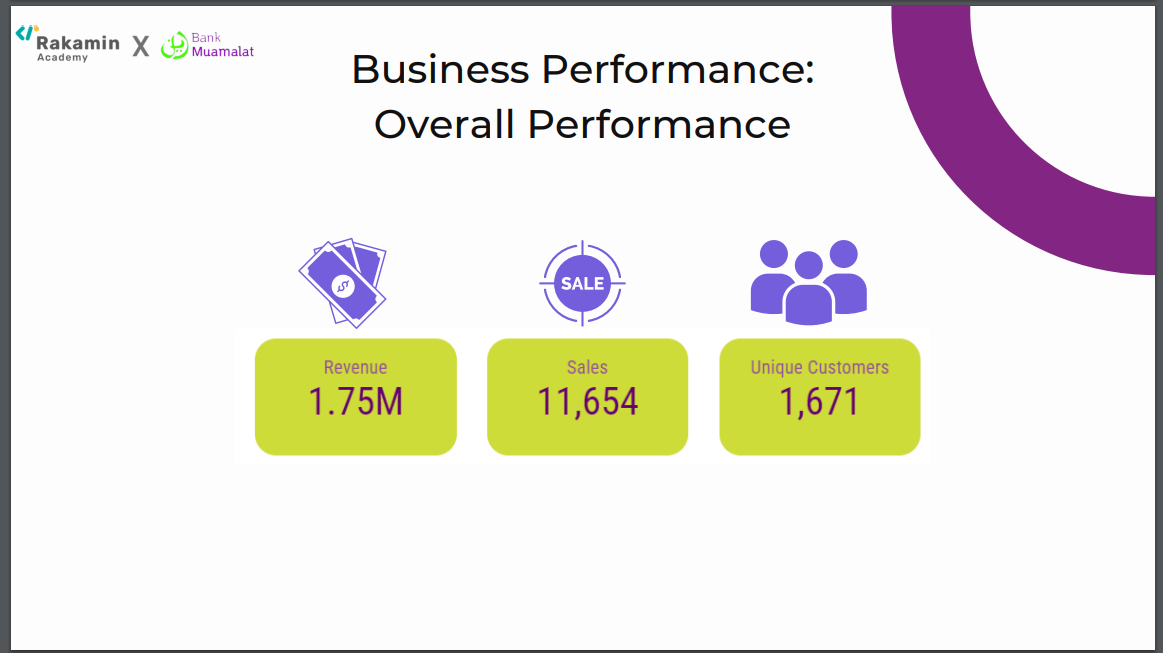 Rakamin
Academy
X
Bank
Muamalat
Business Performance:
Overall Performance
SALE
Revenue
1.75M
Sales
11,654
Unique Customers
1,671